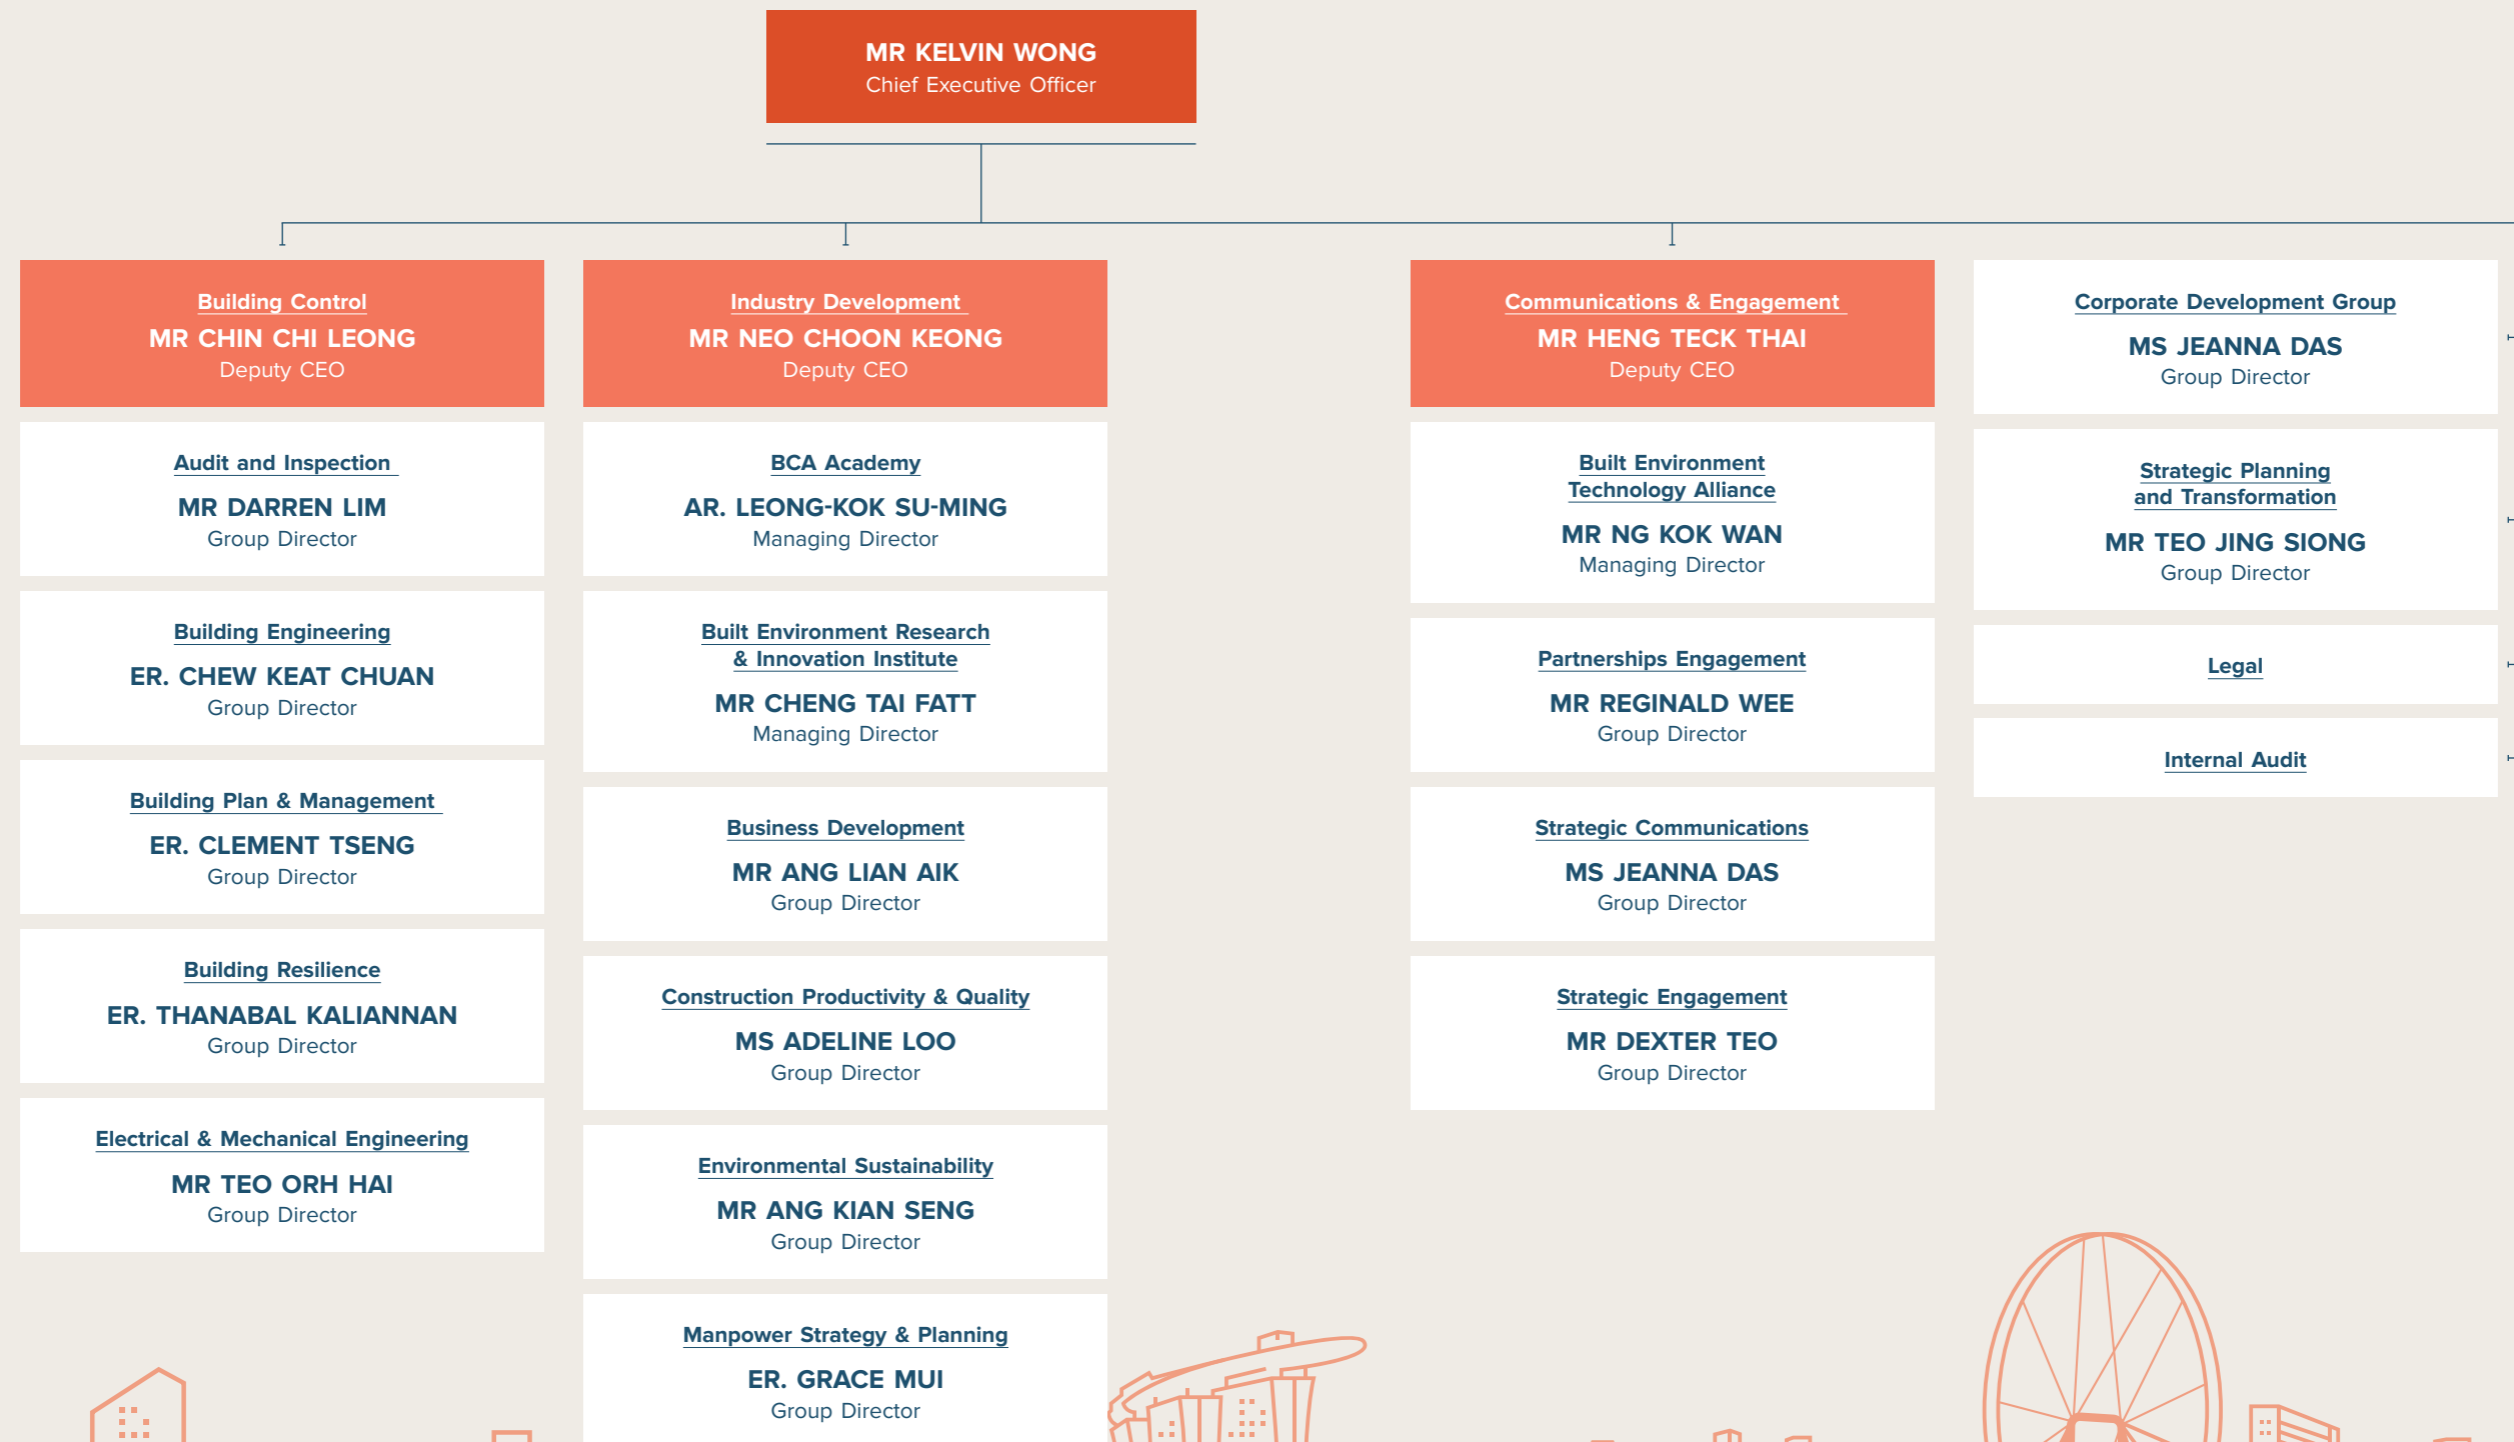 MR KELVIN WONG
Chief Executive Officer
Building Control
MR CHIN CHI LEONG
Deputy CEO
Audit and Inspection
MR DARREN LIM
Group Director
Building Engineering
ER. CHEW KEAT CHUAN
Group Director
Building Plan & Management
ER. CLEMENT TSENG
Group Director
Building Resilience
ER. THANABAL KALIANNAN
Group Director
Electrical & Mechanical Engineering
MR TEO ORH HAI
Group Director
Industry Development
MR NEO CHOON KEONG
Deputy CEO
BCA Academy
AR. LEONG-KOK SU-MING
Managing Director
Built Environment Research
& Innovation Institute
MR CHENG TAI FATT
Managing Director
Business Development
MR ANG LIAN AIK
Group Director
Construction Productivity & Quality
MS ADELINE LOO
Group Director
Environmental Sustainability
MR ANG KIAN SENG
Group Director
Manpower Strategy & Planning
ER. GRACE MUI
Group Director
Communications & Engagement
MR HENG TECK THAI
Deputy CEO
Built Environment
Technology Alliance
MR NG KOK WAN
Managing Director
Partnerships Engagement
MR REGINALD WEE
Group Director
Strategic Communications
MS JEANNA DAS
Group Director
Strategic Engagement
MR DEXTER TEO
Group Director
Corporate Development Group
MS JEANNA DAS
Group Director
Strategic Planning
and Transformation
MR TEO JING SIONG
Group Director
Legal
Internal Audit